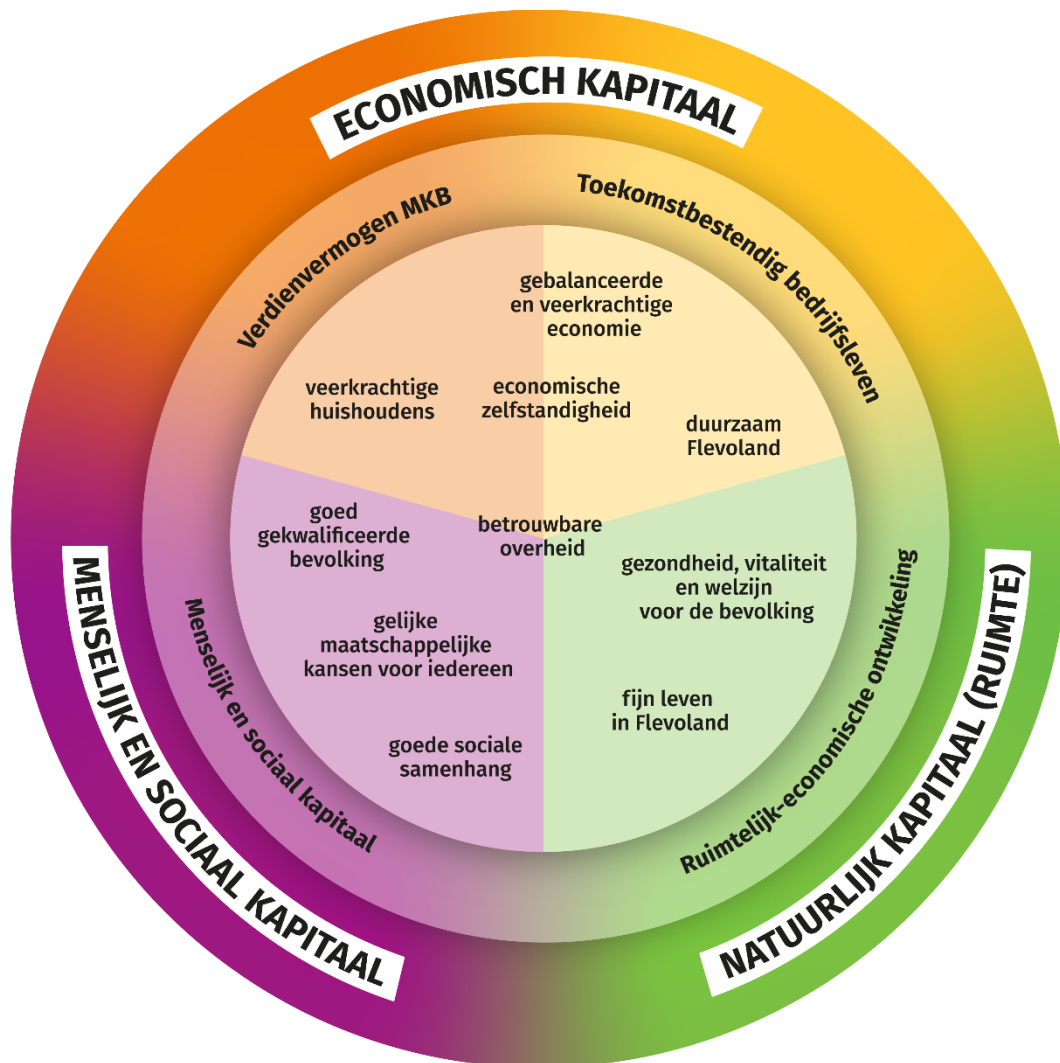 ECONOMISCH KAPITAAL
Verdienvermogen MKB
Toekomstbestendig bedrijfsleven
gebalanceerde
en veerkrachtige
economie
veerkrachtige
huishoudens
economische
zelfstandigheid
duurzaam
Flevoland
goed
gekwalificeerde
bevolking
betrouwbare
overheid
gezondheid, vitaliteit
en welzijn
voor de bevolking
gelijke
maatschappelijke
kansen voor iedereen
fijn leven
in Flevoland
goede sociale
samenhang
Menselijk en sociaal kapitaal
Ruimtelijk-economische ontwikkeling
MENSELIJK EN SOCIAAL KAPITAAL
NATUURLIJK KAPITAAL (RUIMTE)